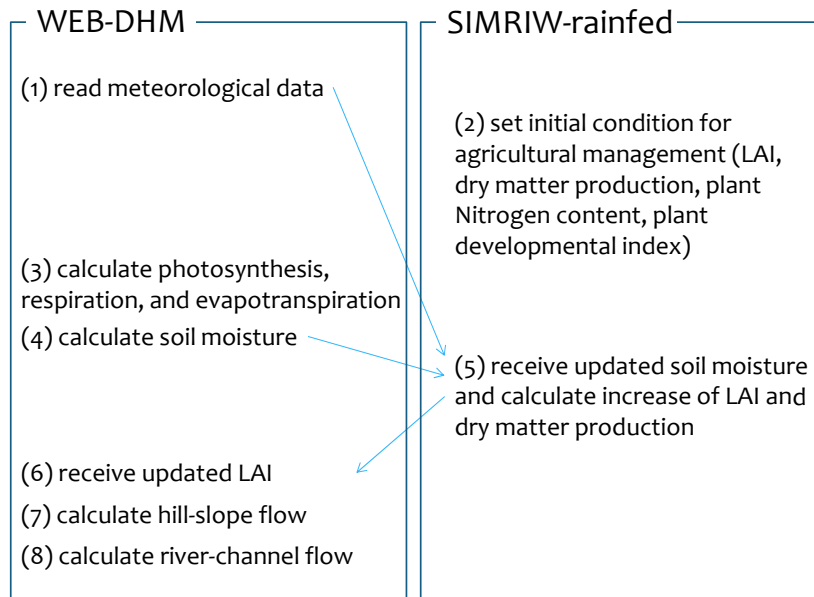 WEB-DHM
(1) read meteorological data
(3) calculate photosynthesis,
respiration, and evapotranspiration
(4) calculate soil moisture
(6) receive updated LAI
(7) calculate hill-slope flow
(8) calculate river-channel flow
SIMRIW-rainfed
(2) set initial condition for
agricultural management (LAI,
dry matter production, plant
Nitrogen content, plant
developmental index)
(5) receive updated soil moisture
and calculate increase of LAI and
dry matter production